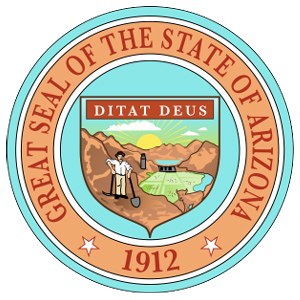 GREAT SEAL OF THE STATE OF ARIZONA
DITAT DEUS
1912